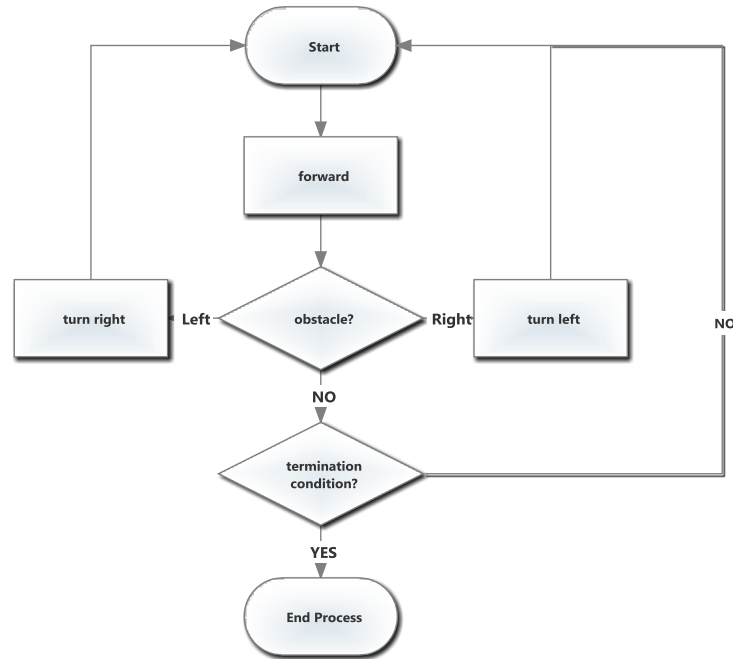 Start
forward
turn right
Left
obstacle?
Right
turn left
NO
NO
termination
condition?
YES
End Process